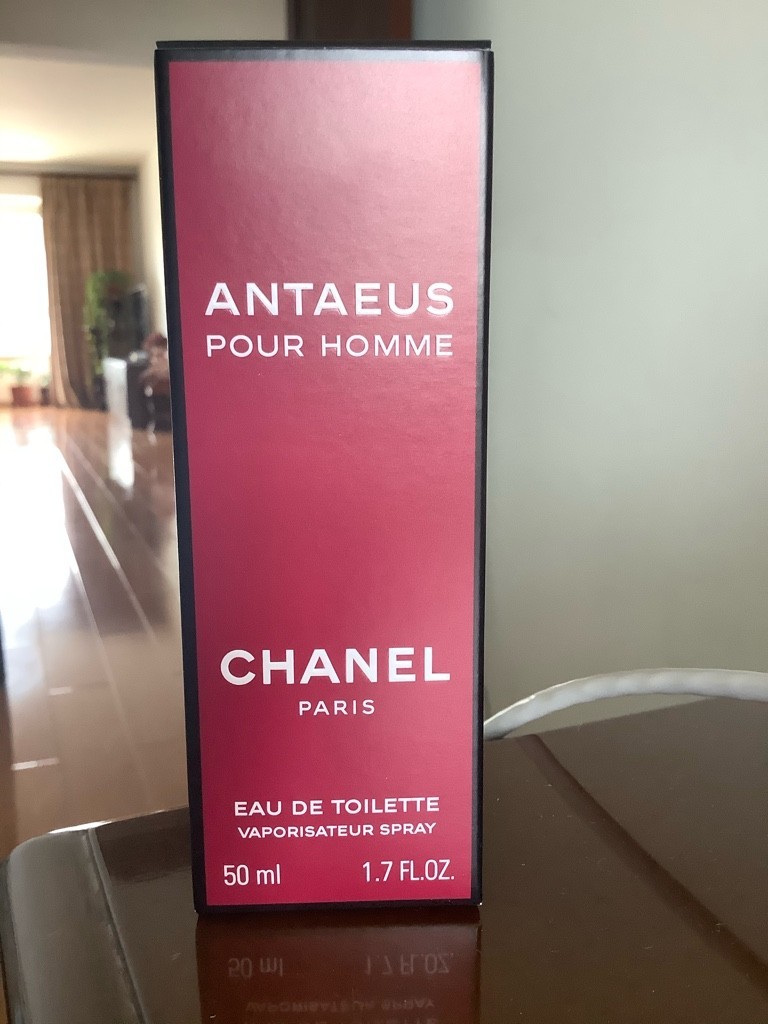 ANTAEUS
POUR HOMME
CHANEL
PARIS
EAU DE TOILETTE
VAPORISATEUR SPRAY
50 ml 1.7 FL.OZ.